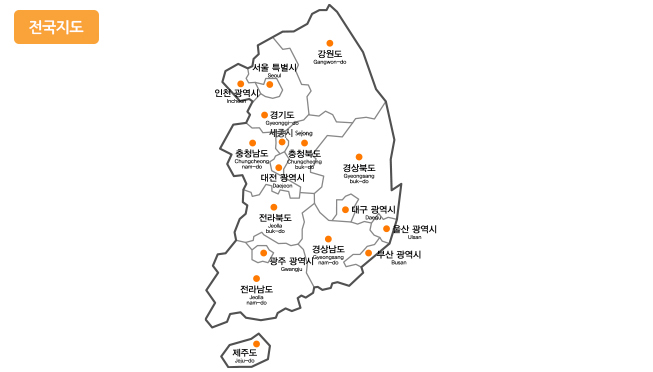 전국지도
강원도
Gangwon-do
서울 특별시
Seoul
인천 광역시
Incheon
경기도
Gyeonggi-do
세종시 Sejong
충청남도
Chungcheong
nam-do
충청북도
Chungcheong
buk-do
대전 광역시
Daejeon
경상북도
Gyeongsang
buk-do
전라북도
Jeolla
buk-do
대구 광역시
Daegu
울산 광역시
Ulsan
경상남도
Gyeongsang
nam-do
부산 광역시
Busan
광주 광역시
Gwangju
전라남도
Jeolla
nam-do
제주도
Jeju-do